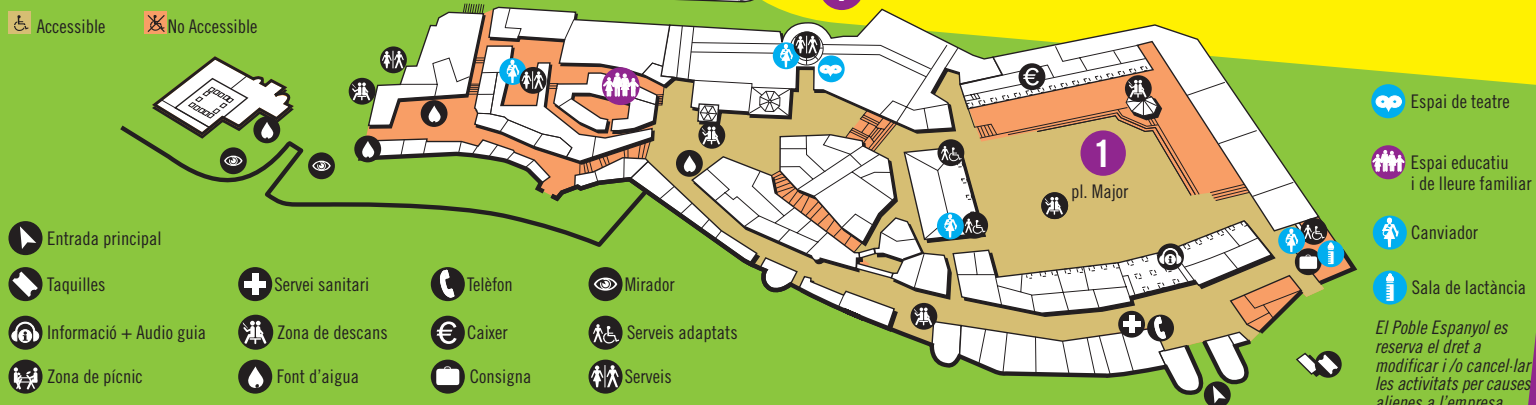 Accessible
No Accessible
1
pl. Major
Entrada principal
Taquilles
Informació + Audio guia
Zona de pícnic
Servei sanitari
Zona de descans
Font d'aigua
Telèfon
Caixer
Consigna
Mirador
Serveis adaptats
Serveis
Espai de teatre
Espai educatiu
i de lleure familiar
Canviador
Sala de lactància
El Poble Espanyol es
reserva el dret a
modificar i /o cancel·lar
les activitats per causes
alienes a l'empresa